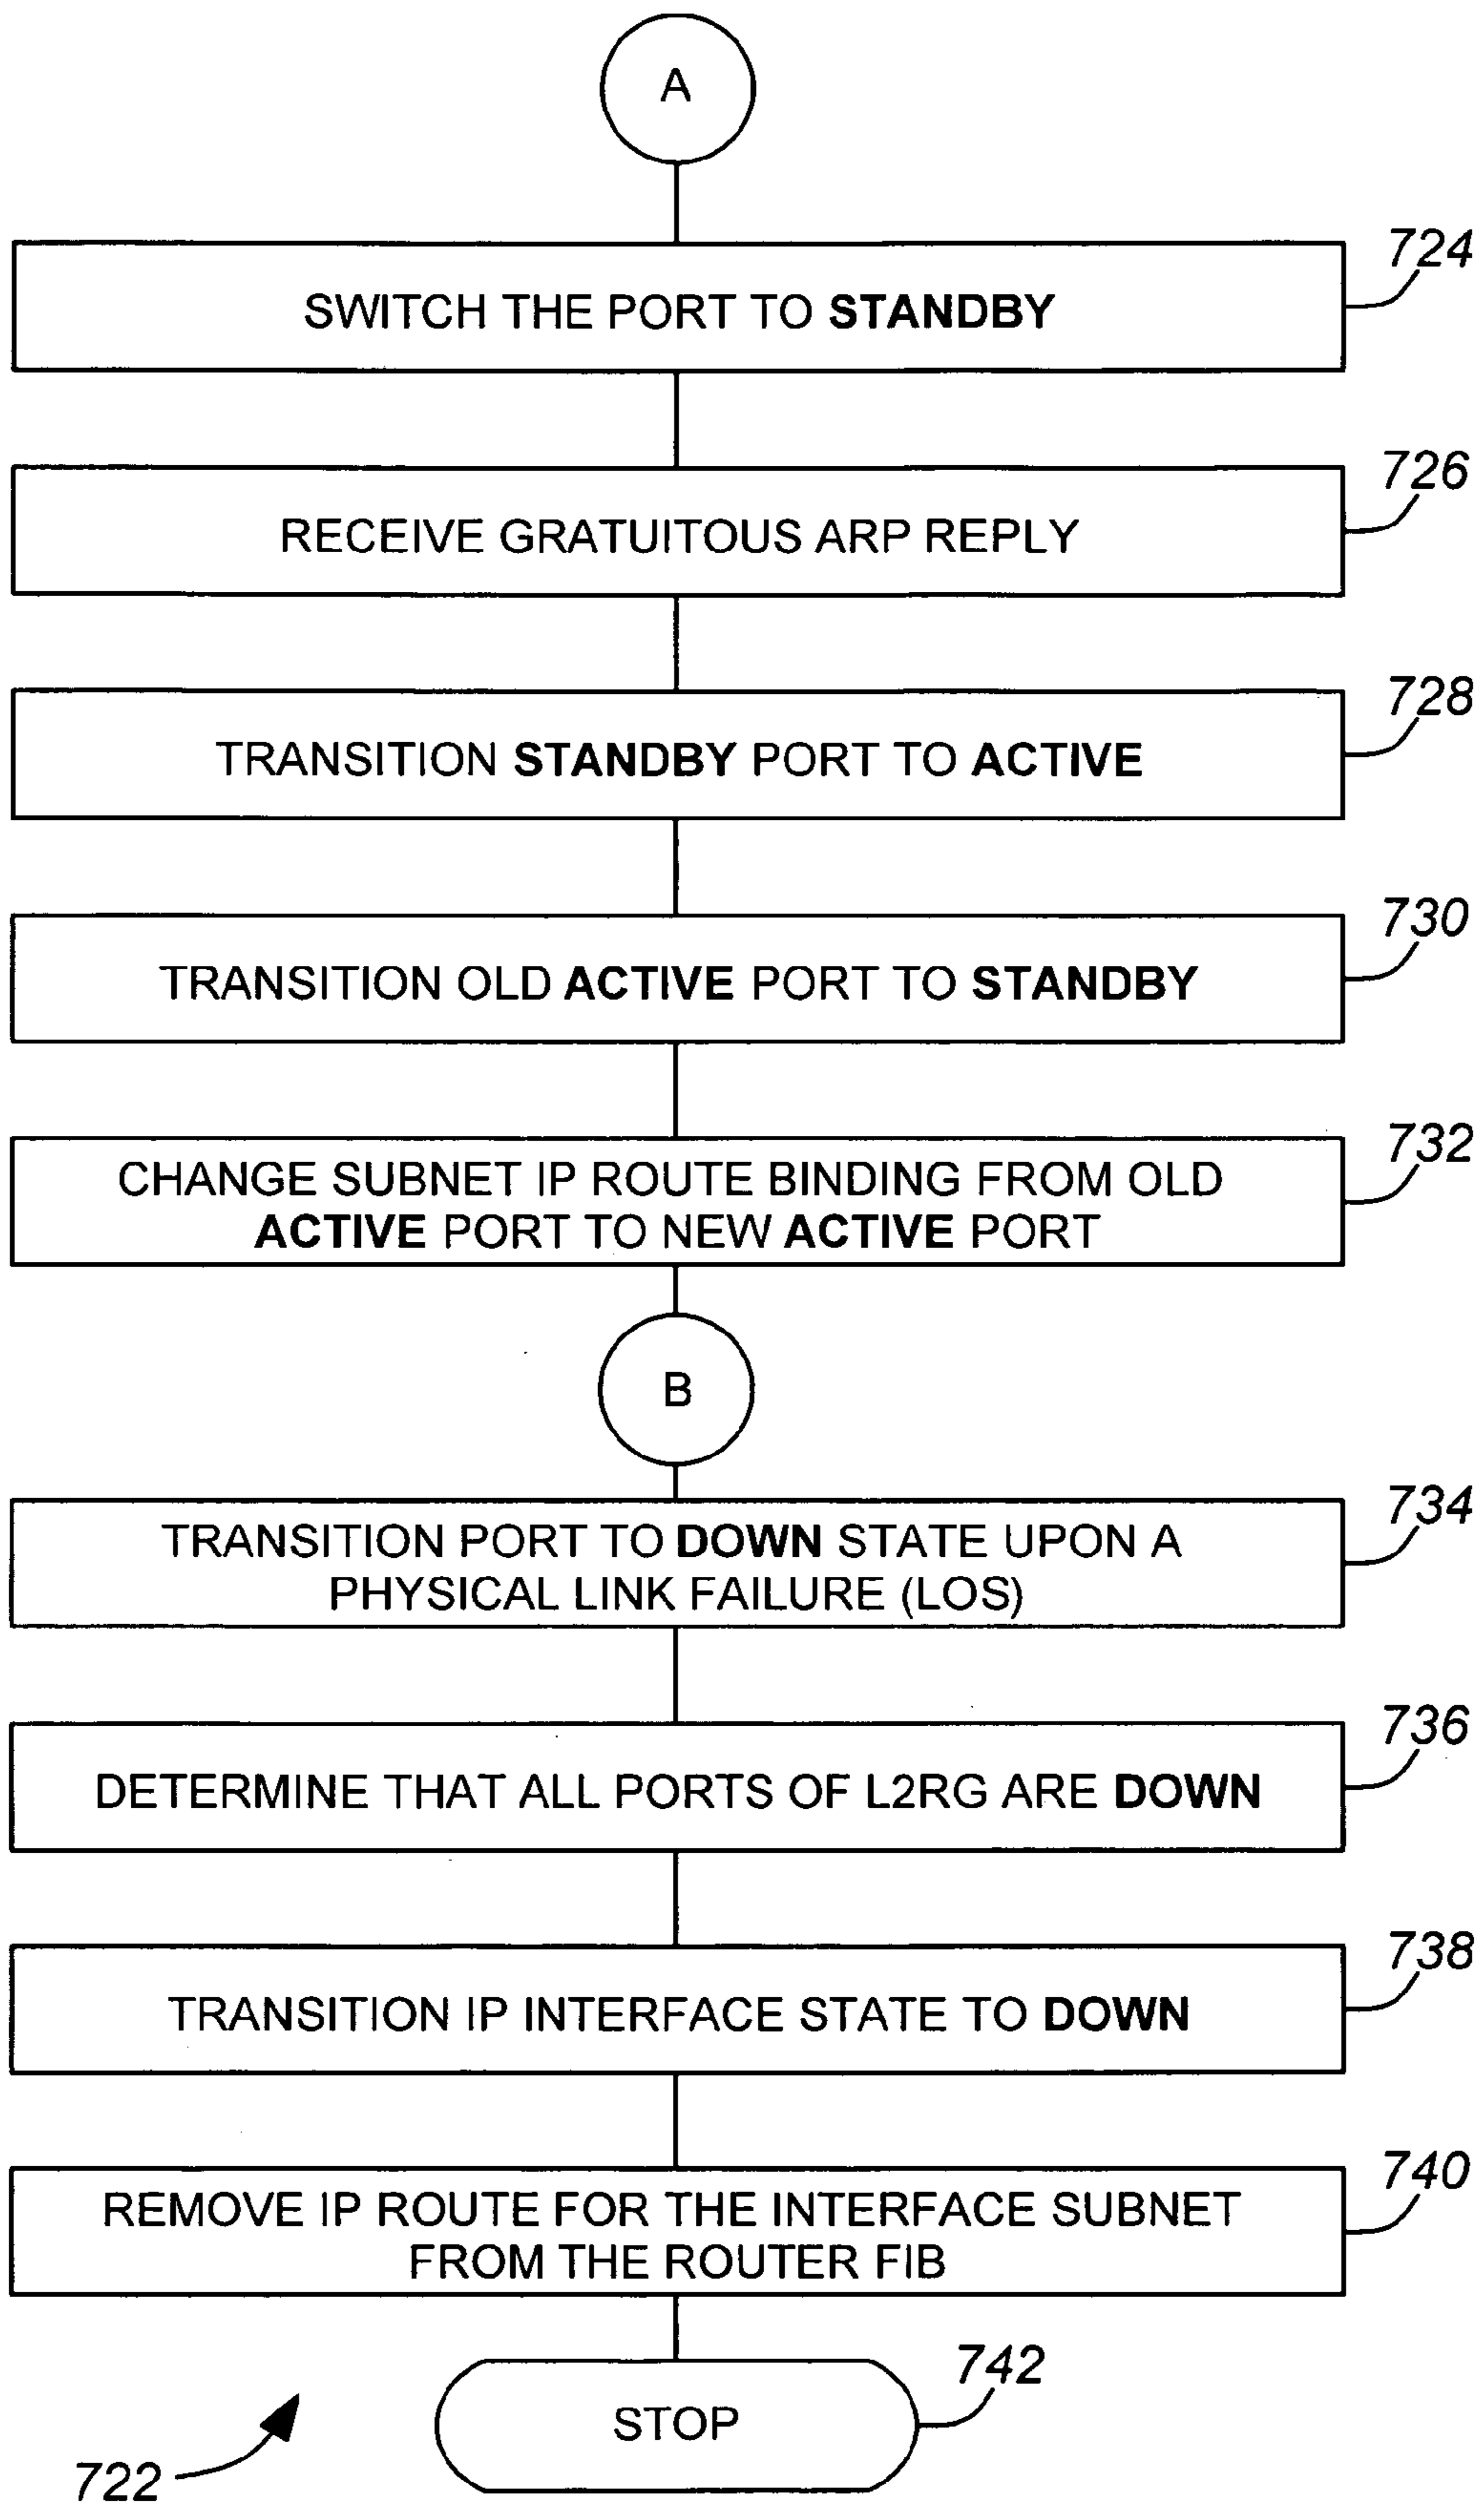 A
724
SWITCH THE PORT TO STANDBY
726
RECEIVE GRATUITOUS ARP REPLY
728
TRANSITION STANDBY PORT TO ACTIVE
730
TRANSITION OLD ACTIVE PORT TO STANDBY
732
CHANGE SUBNET IP ROUTE BINDING FROM OLD
ACTIVE PORT TO NEW ACTIVE PORT
B
734
TRANSITION PORT TO DOWN STATE UPON A
PHYSICAL LINK FAILURE (LOS)
736
DETERMINE THAT ALL PORTS OF L2RG ARE DOWN
738
TRANSITION IP INTERFACE STATE TO DOWN
740
REMOVE IP ROUTE FOR THE INTERFACE SUBNET
FROM THE ROUTER FIB
742
STOP
722